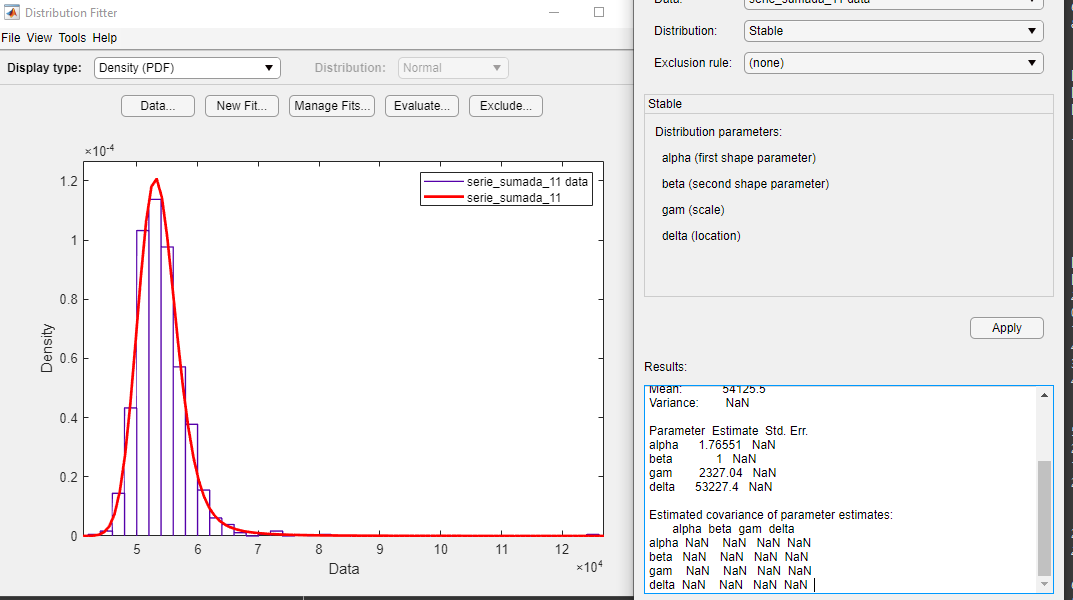 Distribution Fitter
File View Tools Help
Display type: Density (PDF) Distribution: Normal
Data... New Fit... Manage Fits... Evaluate... Exclude...
×10-4
1.2
1
0.8
0.6
0.4
0.2
0
Density
serie_sumada_11 data
serie_sumada_11
5 6 7 8 9 10 11 12
×10⁴
Data
Data: serie_sumada_11 data
Distribution: Stable
Exclusion rule: (none)
Stable
Distribution parameters:
alpha (first shape parameter)
beta (second shape parameter)
gam (scale)
delta (location)
Apply
Results:
Mean: 54125.5
Variance: NaN
Parameter Estimate Std. Err.
alpha 1.76551 NaN
beta 1 NaN
gam 2327.04 NaN
delta 53227.4 NaN
Estimated covariance of parameter estimates:
alpha beta gam delta
alpha NaN NaN NaN NaN
beta NaN NaN NaN NaN
gam NaN NaN NaN NaN
delta NaN NaN NaN NaN